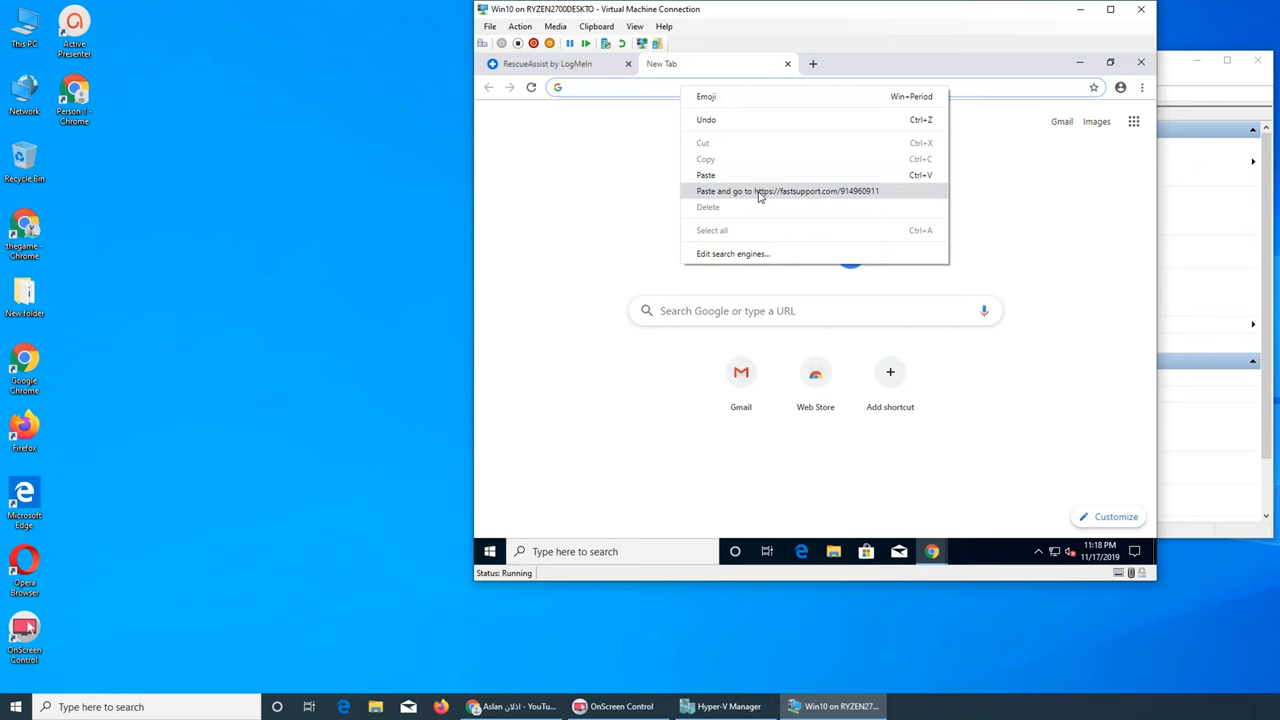 This PC
Active Presenter
Network
Person 1 - Chrome
Recycle Bin
thegame - Chrome
New folder
Google Chrome
Firefox
Microsoft Edge
Opera Browser
OnScreen Control
Win10 on RYZEN2700DESKTO - Virtual Machine Connection
File Action Media Clipboard View Help
RescueAssist by LogMeIn
New Tab
Emoji Win+Period
Undo Ctrl+Z
Cut Ctrl+X
Copy Ctrl+C
Paste Ctrl+V
Paste and go to https://fastsupport.com/914960911
Delete
Select all Ctrl+A
Edit search engines...
Gmail Images
Search Google or type a URL
Gmail
Web Store
Add shortcut
Customize
Type here to search
11:18 PM
11/17/2019
Status: Running
Type here to search
Aslan اذلان - YouTu...
OnScreen Control
Hyper-V Manager
Win10 on RYZEN27...